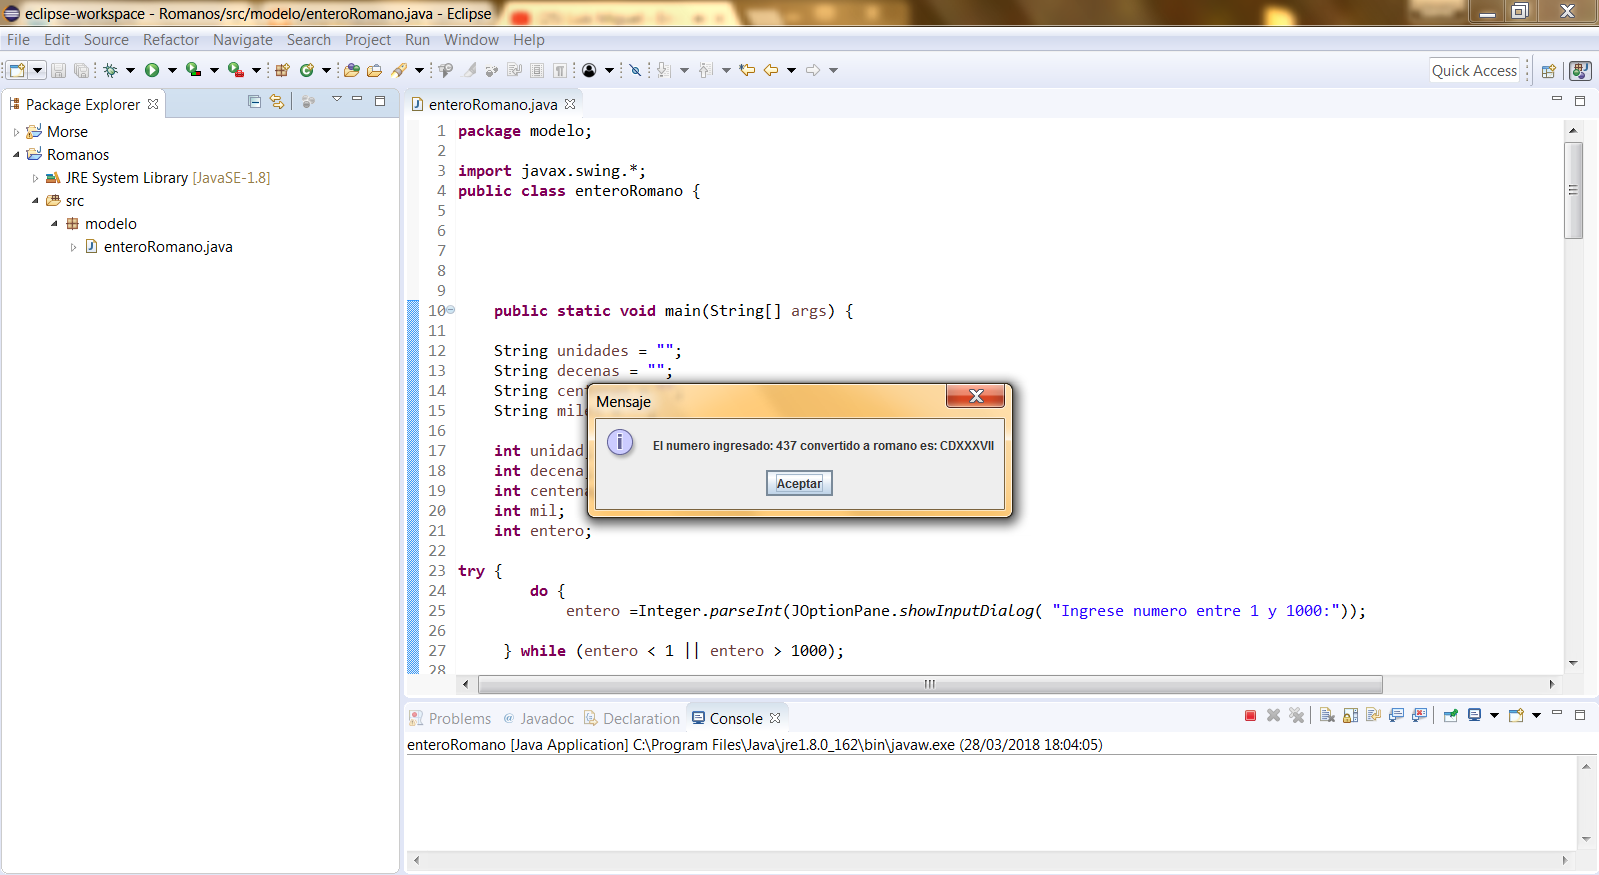 eclipse-workspace - Romanos/src/modelo/enteroRomano.java - Eclipse
File Edit Source Refactor Navigate Search Project Run Window Help
Quick Access
Package Explorer
Morse
Romanos
JRE System Library [JavaSE-1.8]
src
modelo
enteroRomano.java
enteroRomano.java
1 package modelo;
2
3 import javax.swing.*;
4 public class enteroRomano {
5
6
7
8
9
10 public static void main(String[] args) {
11
12 String unidades = "";
13 String decenas = "";
14 String cen
15 String mil
16
17 int unidad
18 int decena
19 int centena
20 int mil;
21 int entero;
22
23 try {
24 do {
25 entero =Integer.parseInt(JOptionPane.showInputDialog( "Ingrese numero entre 1 y 1000:"));
26
27 } while (entero < 1 || entero > 1000);
28
Mensaje
El numero ingresado: 437 convertido a romano es: CDXXXVII
Aceptar
Problems @ Javadoc Declaration Console
enteroRomano [Java Application] C:\Program Files\Java\jre1.8.0_162\bin\javaw.exe (28/03/2018 18:04:05)